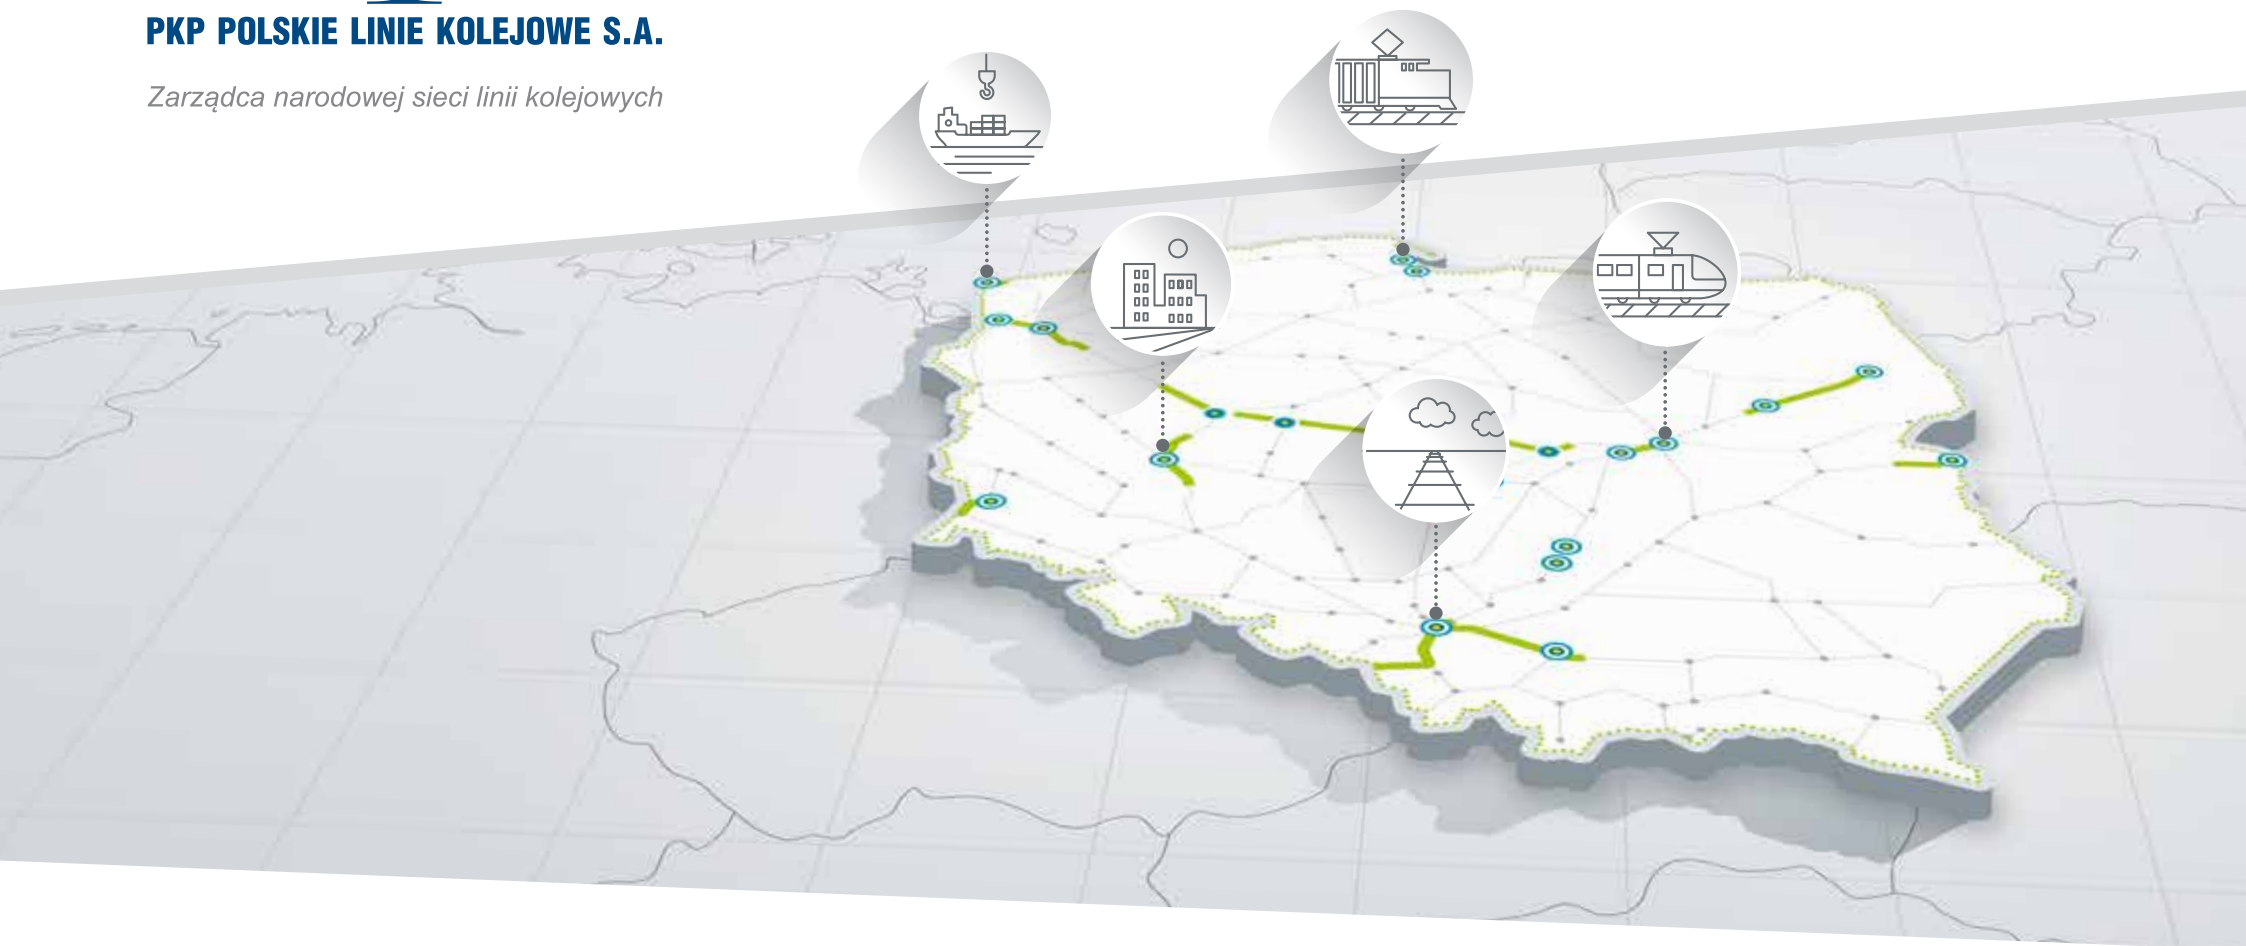 PKP POLSKIE LINIE KOLEJOWE S.A.
Zarządca narodowej sieci linii kolejowych